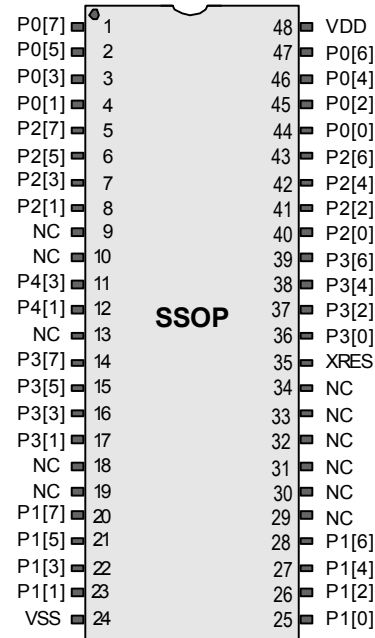 P0[7] 1 48 VDD
P0[5] 2 47 P0[6]
P0[3] 3 46 P0[4]
P0[1] 4 45 P0[2]
P2[7] 5 44 P0[0]
P2[5] 6 43 P2[6]
P2[3] 7 42 P2[4]
P2[1] 8 41 P2[2]
NC 9 40 P2[0]
NC 10 39 P3[6]
P4[3] 11 38 P3[4]
P4[1] 12 37 P3[2]
SSOP
NC 13 36 P3[0]
P3[7] 14 35 XRES
P3[5] 15 34 NC
P3[3] 16 33 NC
P3[1] 17 32 NC
NC 18 31 NC
NC 19 30 NC
P1[7] 20 29 NC
P1[5] 21 28 P1[6]
P1[3] 22 27 P1[4]
P1[1] 23 26 P1[2]
VSS 24 25 P1[0]